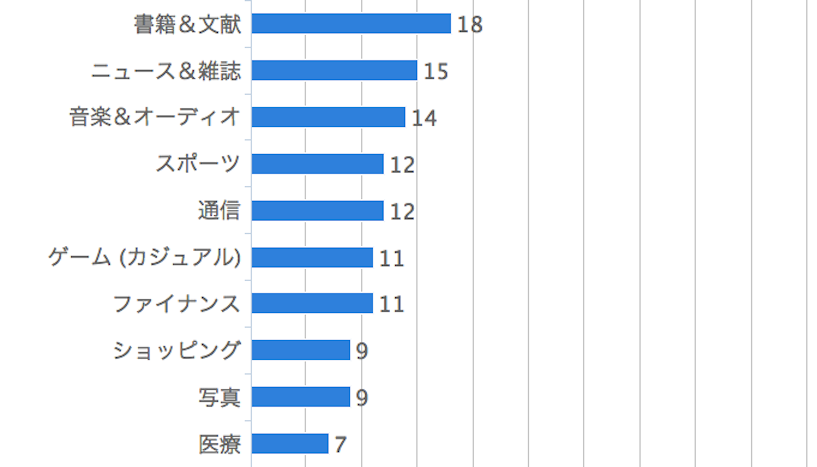 書籍＆文献 18
ニュース＆雑誌 15
音楽＆オーディオ 14
スポーツ 12
通信 12
ゲーム (カジュアル) 11
ファイナンス 11
ショッピング 9
写真 9
医療 7